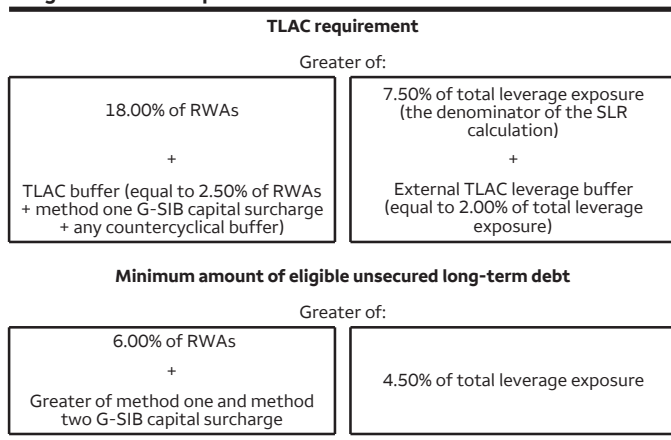 TLAC requirement
Greater of:
18.00% of RWAs
+
TLAC buffer (equal to 2.50% of RWAs
+ method one G-SIB capital surcharge
+ any countercyclical buffer)
7.50% of total leverage exposure
(the denominator of the SLR
calculation)
+
External TLAC leverage buffer
(equal to 2.00% of total leverage
exposure)
Minimum amount of eligible unsecured long-term debt
Greater of:
6.00% of RWAs
+
Greater of method one and method
two G-SIB capital surcharge
4.50% of total leverage exposure